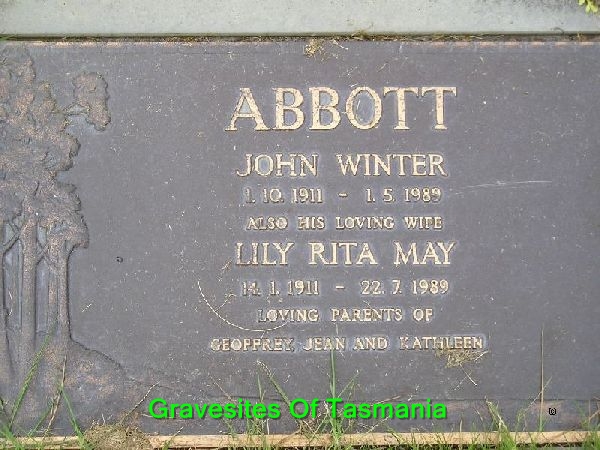 ABBOTT
JOHN WINTER
1. 10. 1911 - 1. 5. 1989
ALSO HIS LOVING WIFE
LILY RITA MAY
14. 1. 1911 - 22. 7. 1989
LOVING PARENTS OF
GEOFFREY, JEAN AND KATHLEEN
Gravesites Of Tasmania
©